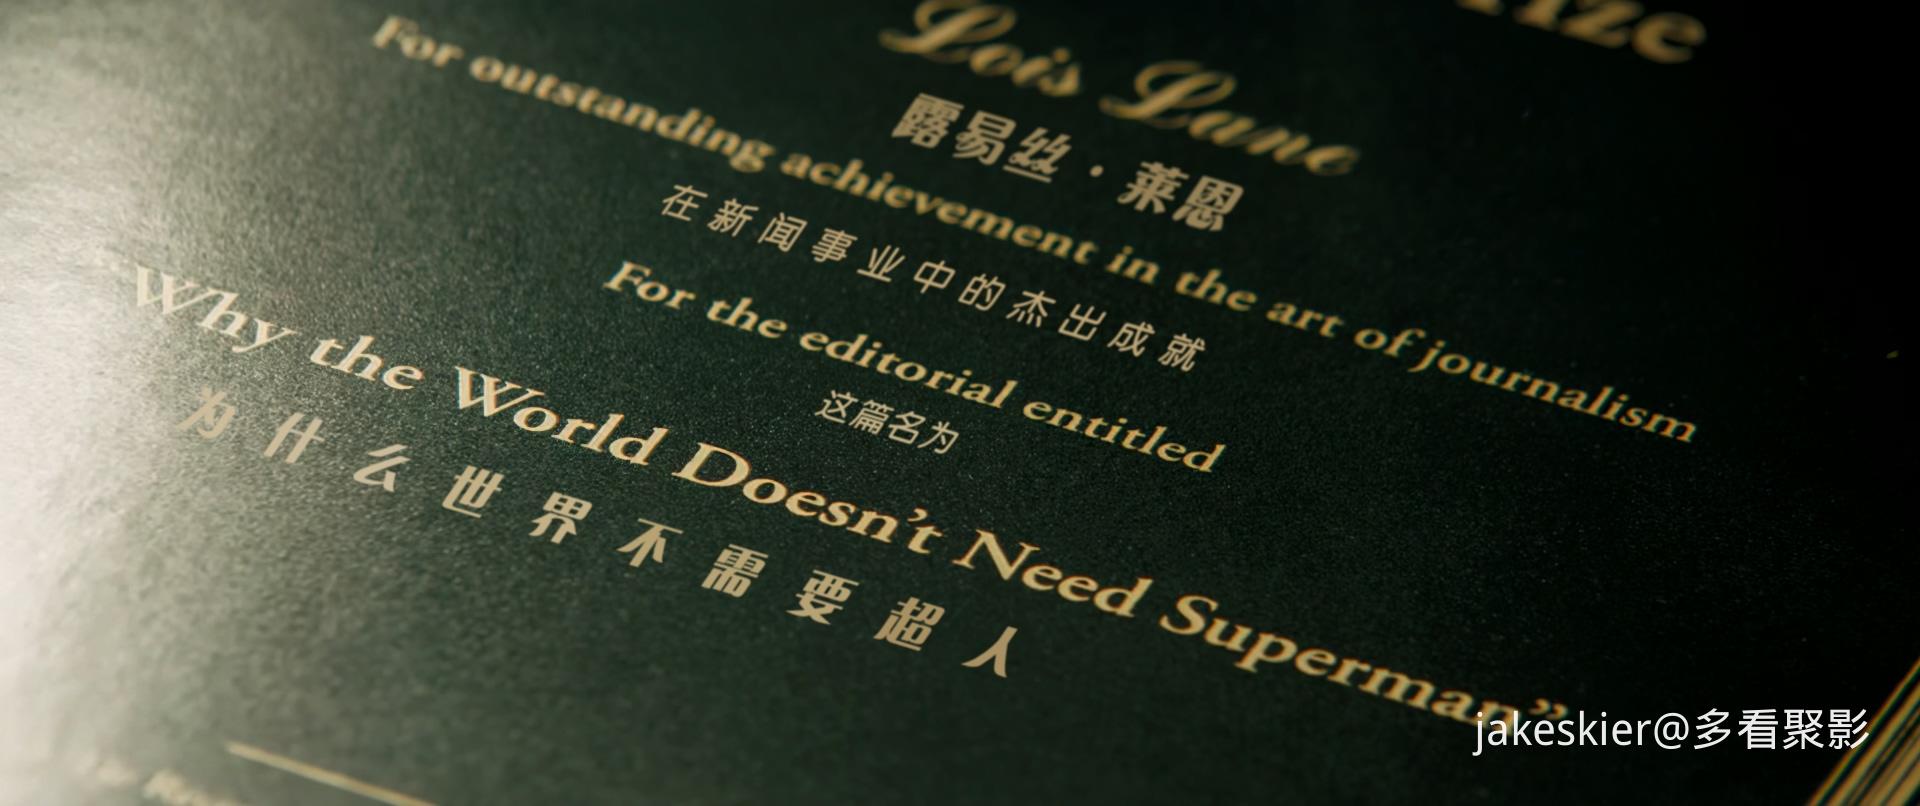 Lois Lane
露易丝·莱恩
For outstanding achievement in the art of journalism
在新闻事业中的杰出成就
For the editorial entitled
这篇名为
"Why the World Doesn't Need Superman"
为什么世界不需要超人
jakeskier@多看聚影